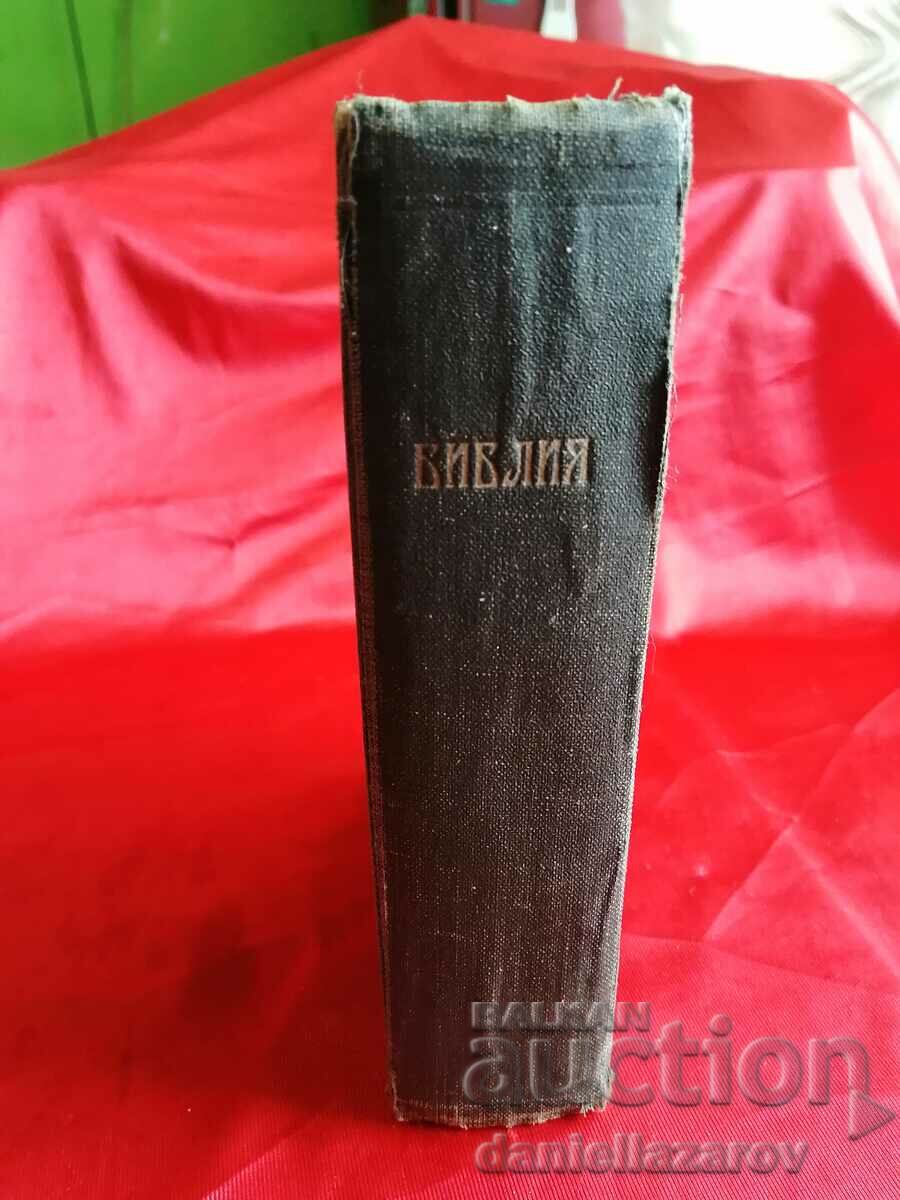 БИБЛИЯ
BALKAN
auction
daniellazarov